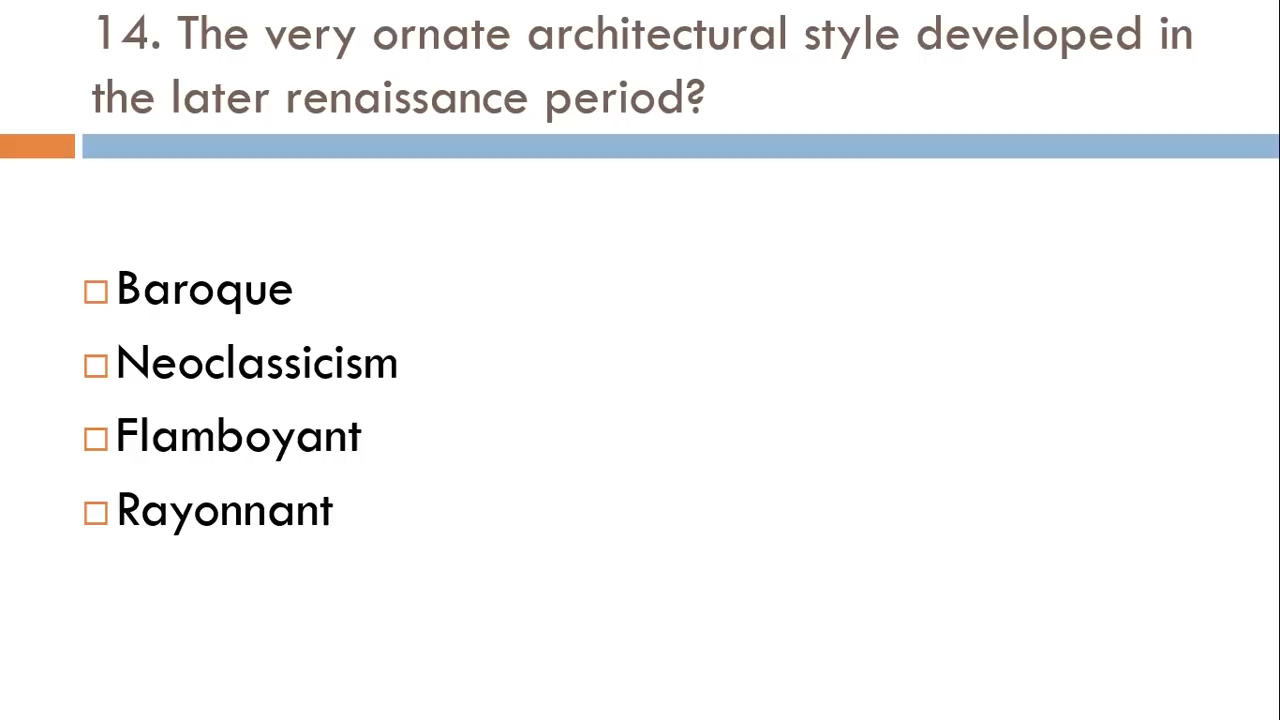 14. The very ornate architectural style developed in
the later renaissance period?
Baroque
Neoclassicism
Flamboyant
Rayonnant